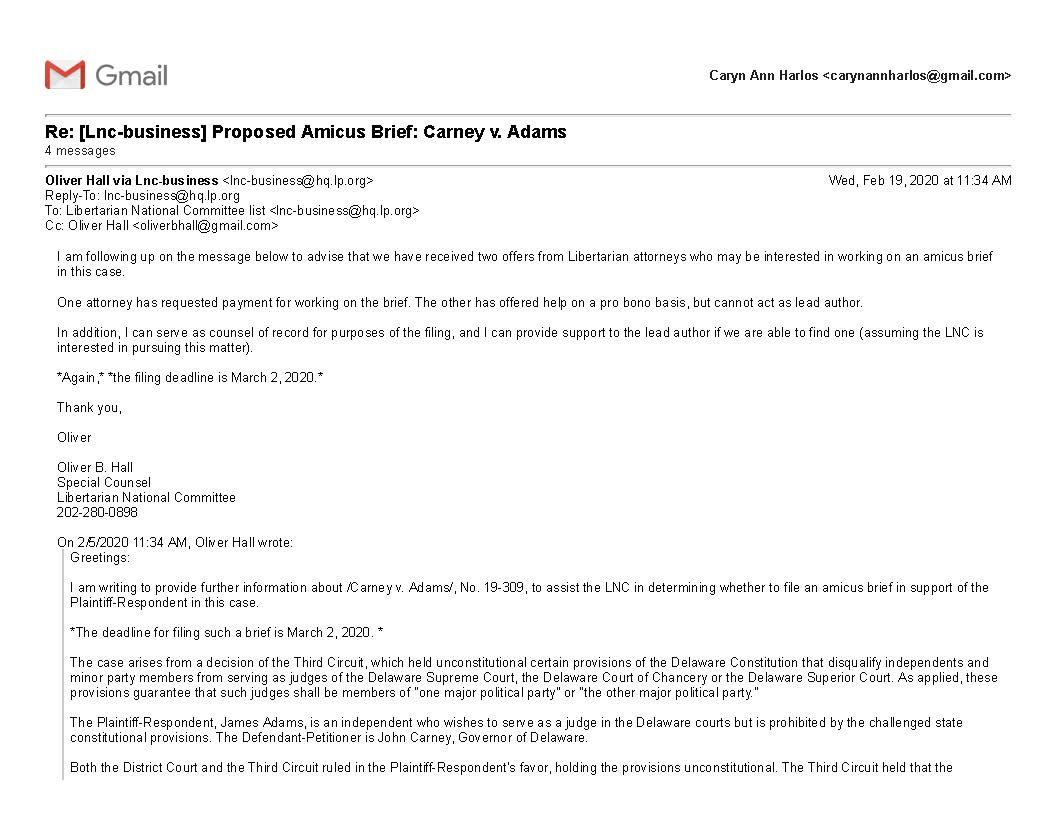 Gmail
Caryn Ann Harlos <carynannharlos@gmail.com>
Re: [Lnc-business] Proposed Amicus Brief: Carney v. Adams
4 messages
Oliver Hall via Lnc-business <lnc-business@hq.lp.org>
Wed, Feb 19, 2020 at 11:34 AM
Reply-To: lnc-business@hq.lp.org
To: Libertarian National Committee list <lnc-business@hq.lp.org>
Cc: Oliver Hall <oliverbhall@gmail.com>
I am following up on the message below to advise that we have received two offers from Libertarian attorneys who may be interested in working on an amicus brief
in this case.
One attorney has requested payment for working on the brief. The other has offered help on a pro bono basis, but cannot act as lead author.
In addition, I can serve as counsel of record for purposes of the filing, and I can provide support to the lead author if we are able to find one (assuming the LNC is
interested in pursuing this matter).
*Again,* *the filing deadline is March 2, 2020.*
Thank you,
Oliver
Oliver B. Hall
Special Counsel
Libertarian National Committee
202-280-0898
On 2/5/2020 11:34 AM, Oliver Hall wrote:
Greetings:
I am writing to provide further information about /Carney v. Adams/, No. 19-309, to assist the LNC in determining whether to file an amicus brief in support of the
Plaintiff-Respondent in this case.
*The deadline for filing such a brief is March 2, 2020. *
The case arises from a decision of the Third Circuit, which held unconstitutional certain provisions of the Delaware Constitution that disqualify independents and
minor party members from serving as judges of the Delaware Supreme Court, the Delaware Court of Chancery or the Delaware Superior Court. As applied, these
provisions guarantee that such judges shall be members of "one major political party" or "the other major political party."
The Plaintiff-Respondent, James Adams, is an independent who wishes to serve as a judge in the Delaware courts but is prohibited by the challenged state
constitutional provisions. The Defendant-Petitioner is John Carney, Governor of Delaware.
Both the District Court and the Third Circuit ruled in the Plaintiff-Respondent's favor, holding the provisions unconstitutional. The Third Circuit held that the